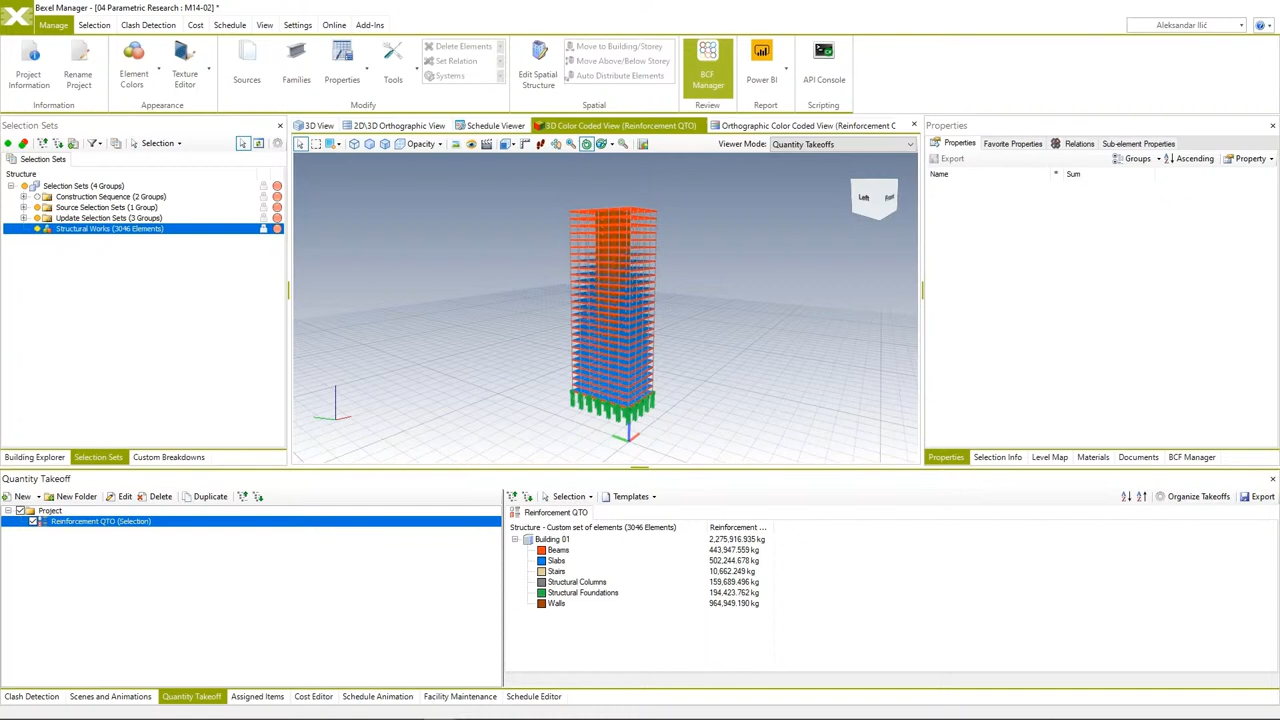 Bexel Manager - [04 Parametric Research : M14-02] *
Manage Selection Clash Detection Cost Schedule View Settings Online Add-Ins
Aleksandar Ilić
Project Information
Rename Project
Information
Element Colors
Texture Editor
Appearance
Sources
Families
Properties
Tools
Delete Elements
Set Relation
Systems
Modify
Edit Spatial Structure
Move to Building/Storey
Move Above/Below Storey
Auto Distribute Elements
Spatial
BCF Manager
Review
Power BI
Report
API Console
Scripting
Selection Sets
Selection
Selection Sets
Structure
Selection Sets (4 Groups)
Construction Sequence (2 Groups)
Source Selection Sets (1 Group)
Update Selection Sets (3 Groups)
Structural Works (3046 Elements)
Building Explorer Selection Sets Custom Breakdowns
3D View 2D\3D Orthographic View Schedule Viewer 3D Color Coded View (Reinforcement QTO) Orthographic Color Coded View (Reinforcement C
Opacity
Viewer Mode: Quantity Takeoffs
Left
Properties
Properties Favorite Properties Relations Sub-element Properties
Export Groups Ascending Property
Name * Sum
Properties Selection Info Level Map Materials Documents BCF Manager
Quantity Takeoff
New New Folder Edit Delete Duplicate
Project
Reinforcement QTO (Selection)
Selection Templates Organize Takeoffs Export
Reinforcement QTO
Structure - Custom set of elements (3046 Elements) Reinforcement ...
Building 01 2,275,916.935 kg
Beams 443,947.559 kg
Slabs 502,244.678 kg
Stairs 10,662.249 kg
Structural Columns 159,689.496 kg
Structural Foundations 194,423.762 kg
Walls 964,949.190 kg
Clash Detection Scenes and Animations Quantity Takeoff Assigned Items Cost Editor Schedule Animation Facility Maintenance Schedule Editor